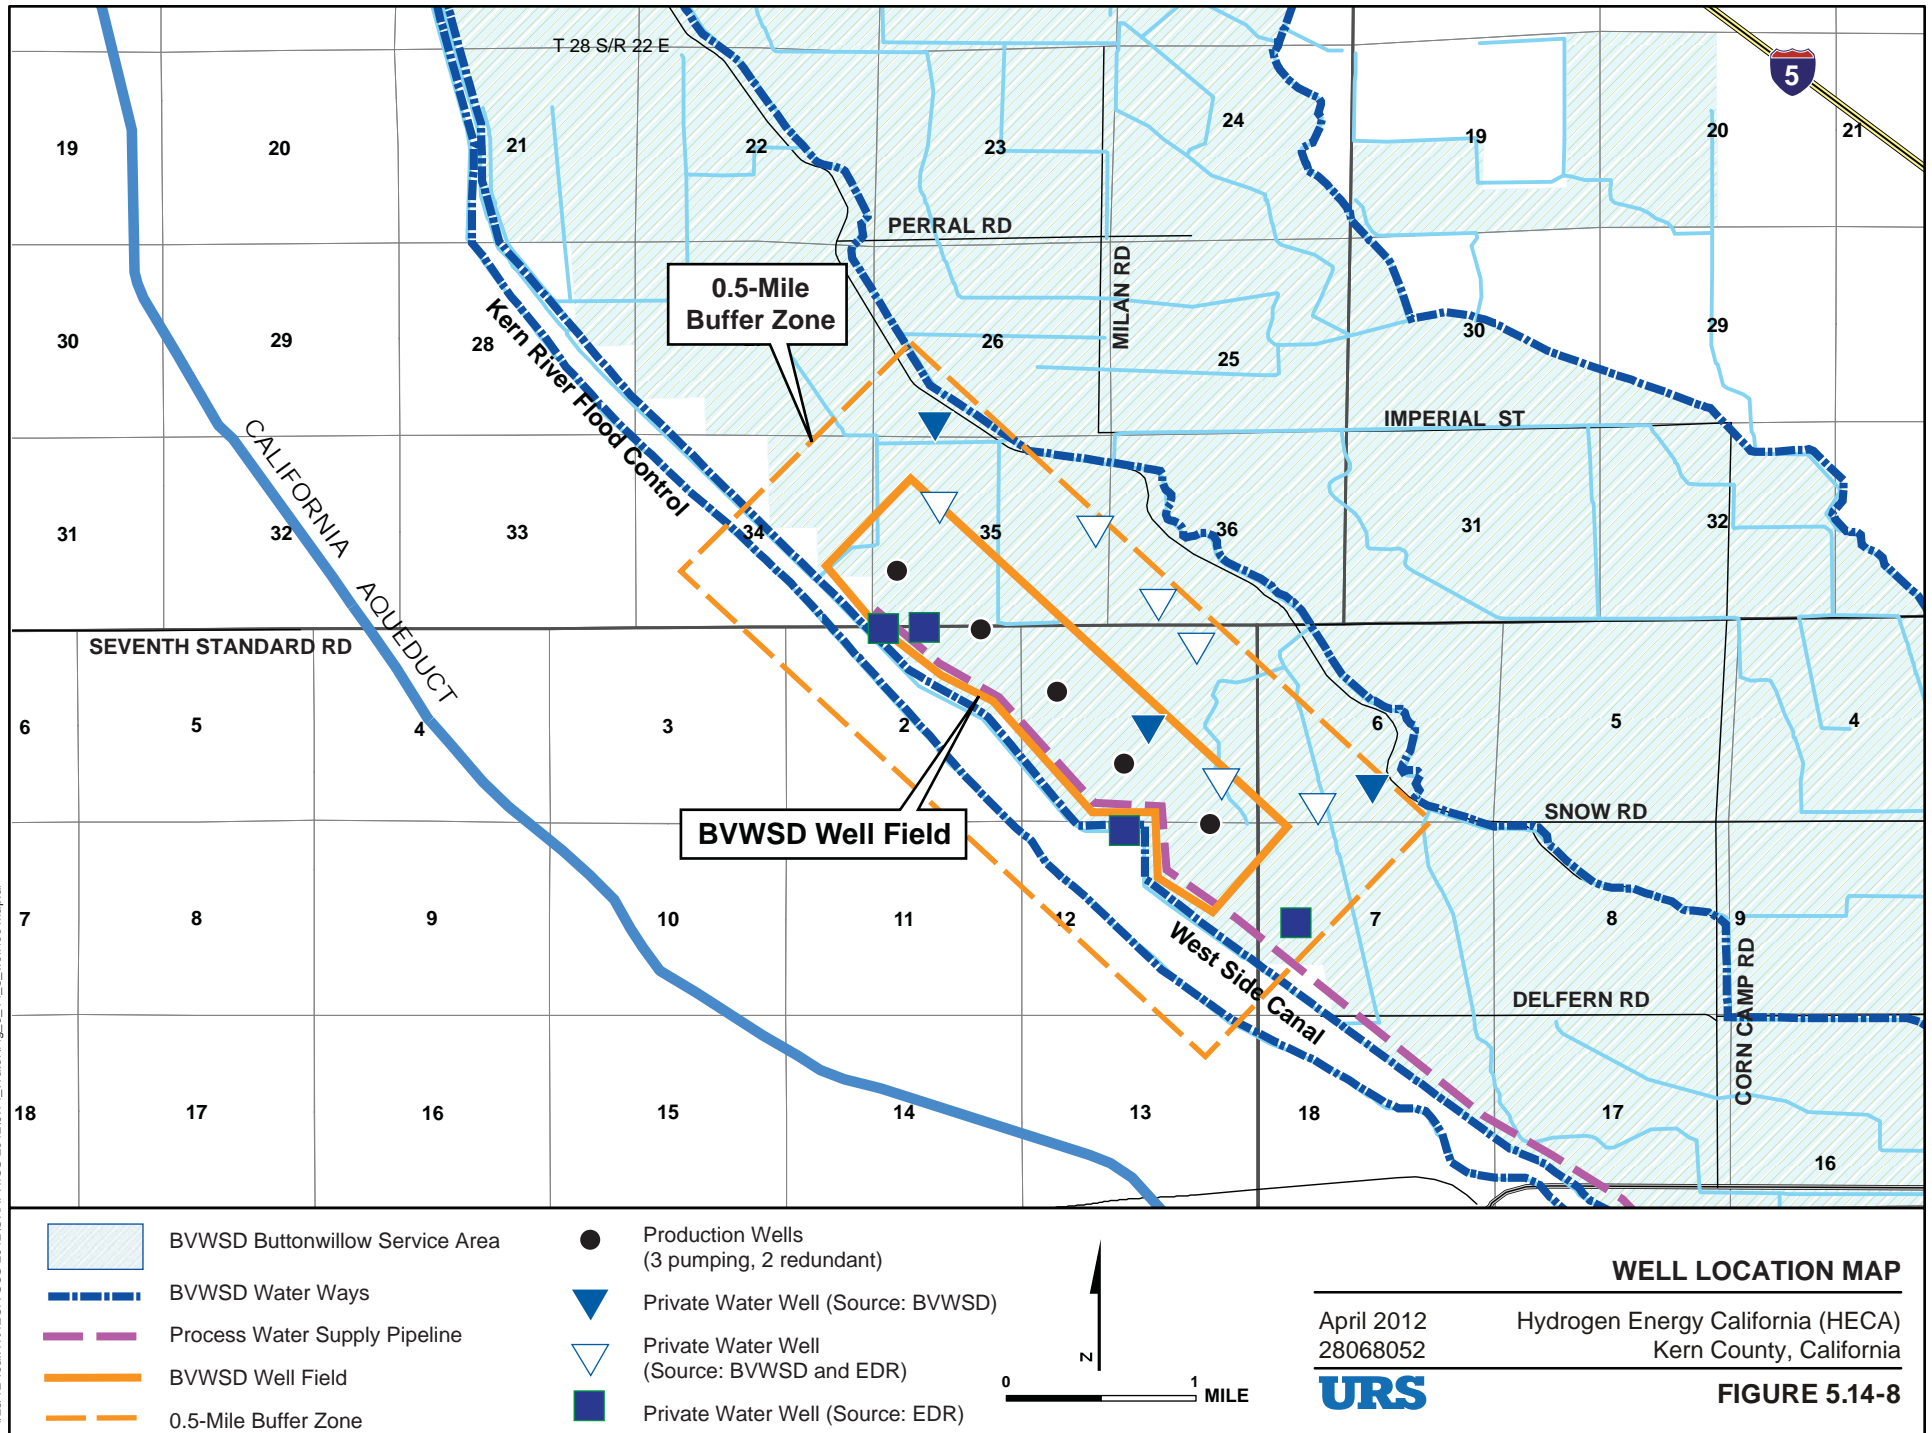 T 28 S/R 22 E
5
19
20
21
22
23
24
19
20
21
PERRAL RD
MILAN RD
0.5-Mile
Buffer Zone
Kern River Flood Control
30
29
28
26
25
30
29
IMPERIAL ST
CALIFORNIA AQUEDUCT
31
32
33
34
35
36
31
32
SEVENTH STANDARD RD
6
5
4
3
2
6
5
4
BVWSD Well Field
SNOW RD
7
8
9
10
11
12
7
8
9
West Side Canal
DELFERN RD
CORN CAMP RD
18
17
16
15
14
13
18
17
16
BVWSD Buttonwillow Service Area
BVWSD Water Ways
Process Water Supply Pipeline
BVWSD Well Field
0.5-Mile Buffer Zone
Production Wells
(3 pumping, 2 redundant)
Private Water Well (Source: BVWSD)
Private Water Well
(Source: BVWSD and EDR)
Private Water Well (Source: EDR)
Z
0 1 MILE
WELL LOCATION MAP
April 2012 Hydrogen Energy California (HECA)
28068052 Kern County, California
URS FIGURE 5.14-8